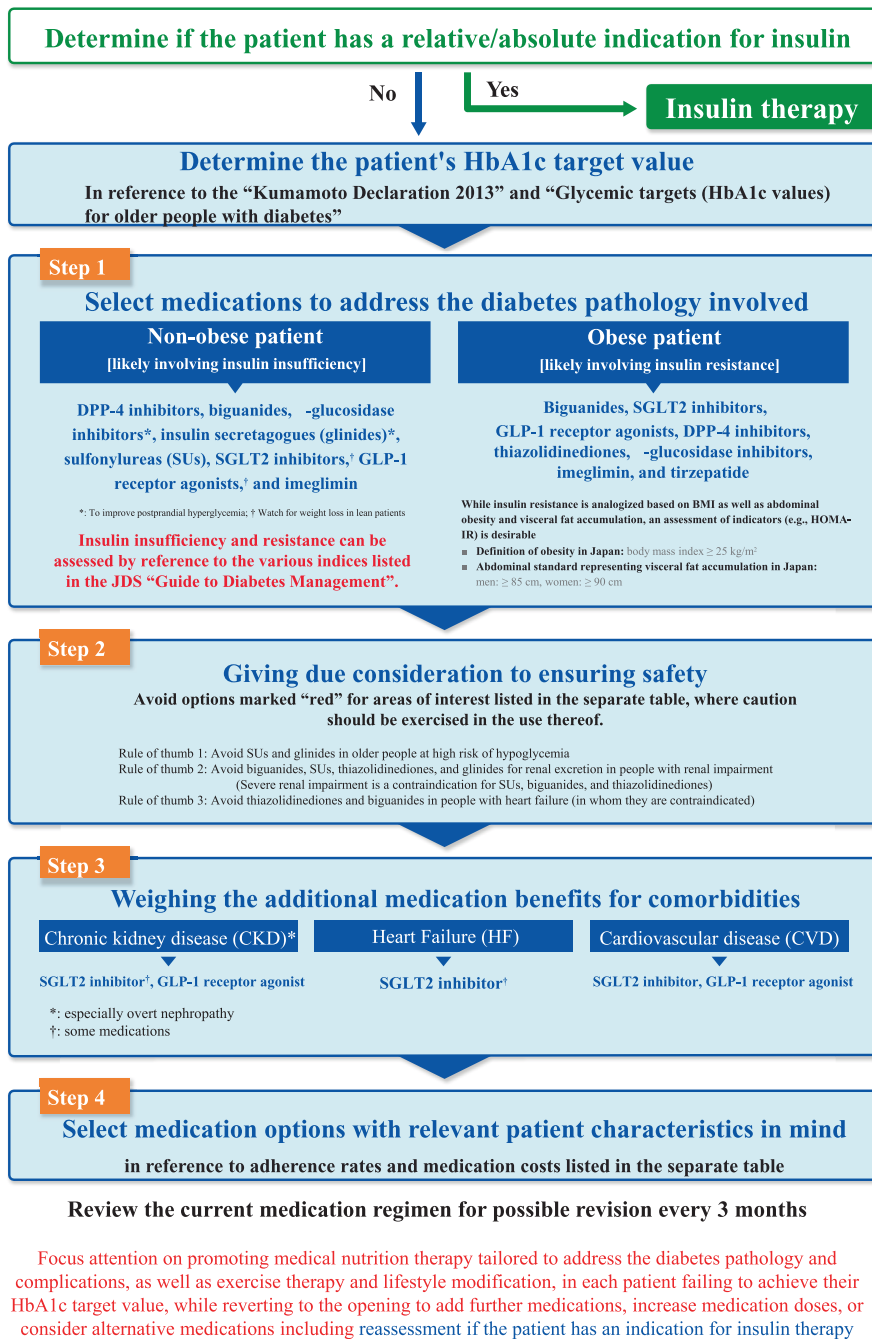 Determine if the patient has a relative/absolute indication for insulin
No
Yes
Insulin therapy
Determine the patient's HbA1c target value
In reference to the “Kumamoto Declaration 2013” and “Glycemic targets (HbA1c values)
for older people with diabetes”
Step 1
Select medications to address the diabetes pathology involved
Non-obese patient
[likely involving insulin insufficiency]
DPP-4 inhibitors, biguanides, -glucosidase
inhibitors*, insulin secretagogues (glinides)*,
sulfonylureas (SUs), SGLT2 inhibitors,† GLP-1
receptor agonists,† and imeglimin
*: To improve postprandial hyperglycemia; † Watch for weight loss in lean patients
Insulin insufficiency and resistance can be
assessed by reference to the various indices listed
in the JDS “Guide to Diabetes Management”.
Obese patient
[likely involving insulin resistance]
Biguanides, SGLT2 inhibitors,
GLP-1 receptor agonists, DPP-4 inhibitors,
thiazolidinediones, -glucosidase inhibitors,
imeglimin, and tirzepatide
While insulin resistance is analogized based on BMI as well as abdominal
obesity and visceral fat accumulation, an assessment of indicators (e.g., HOMA-
IR) is desirable
■ Definition of obesity in Japan: body mass index ≥ 25 kg/m²
■ Abdominal standard representing visceral fat accumulation in Japan:
men: ≥ 85 cm, women: ≥ 90 cm
Step 2
Giving due consideration to ensuring safety
Avoid options marked “red” for areas of interest listed in the separate table, where caution
should be exercised in the use thereof.
Rule of thumb 1: Avoid SUs and glinides in older people at high risk of hypoglycemia
Rule of thumb 2: Avoid biguanides, SUs, thiazolidinediones, and glinides for renal excretion in people with renal impairment
(Severe renal impairment is a contraindication for SUs, biguanides, and thiazolidinediones)
Rule of thumb 3: Avoid thiazolidinediones and biguanides in people with heart failure (in whom they are contraindicated)
Step 3
Weighing the additional medication benefits for comorbidities
Chronic kidney disease (CKD)*
SGLT2 inhibitor†, GLP-1 receptor agonist
Heart Failure (HF)
SGLT2 inhibitor†
Cardiovascular disease (CVD)
SGLT2 inhibitor, GLP-1 receptor agonist
*: especially overt nephropathy
†: some medications
Step 4
Select medication options with relevant patient characteristics in mind
in reference to adherence rates and medication costs listed in the separate table
Review the current medication regimen for possible revision every 3 months
Focus attention on promoting medical nutrition therapy tailored to address the diabetes pathology and
complications, as well as exercise therapy and lifestyle modification, in each patient failing to achieve their
HbA1c target value, while reverting to the opening to add further medications, increase medication doses, or
consider alternative medications including reassessment if the patient has an indication for insulin therapy